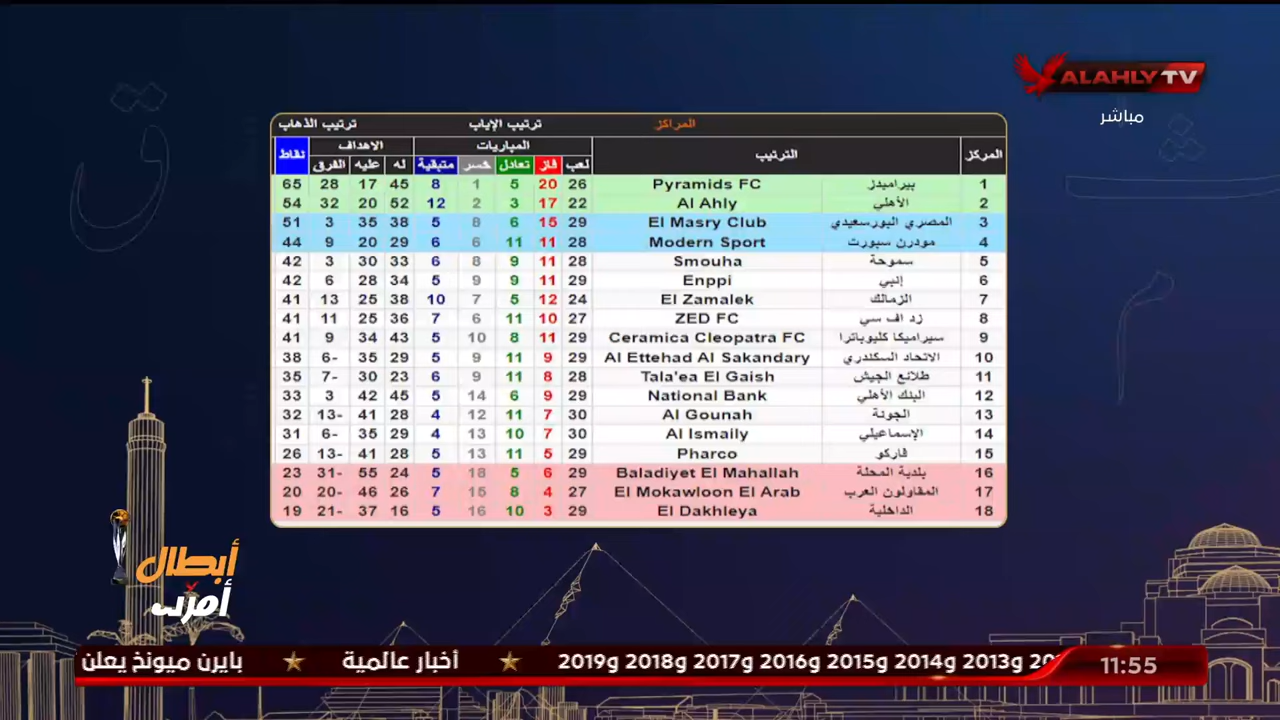 ALAHLY TV
مباشر
المراكز ترتيب الإياب ترتيب الذهاب
المركز الترتيب المباريات الاهداف نقاط
لعب فاز تعادل خسر متبقية له عليه الفرق
1 بيراميدز Pyramids FC 26 20 5 1 8 45 17 28 65
2 الأهلي Al Ahly 22 17 3 2 12 52 20 32 54
3 المصري البورسعيدي El Masry Club 29 15 6 8 5 38 35 3 51
4 مودرن سبورت Modern Sport 28 11 11 6 6 29 20 9 44
5 سموحة Smouha 28 11 9 8 6 33 30 3 42
6 إنبي Enppi 29 11 9 9 5 34 28 6 42
7 الزمالك El Zamalek 24 12 5 7 10 38 25 13 41
8 زد اف سي ZED FC 27 10 11 6 7 36 25 11 41
9 سيراميكا كليوباترا Ceramica Cleopatra FC 29 11 8 10 5 43 34 9 41
10 الاتحاد السكندري Al Ettehad Al Sakandary 29 9 11 9 5 29 35 6- 38
11 طلائع الجيش Tala'ea El Gaish 28 8 11 9 6 23 30 7- 35
12 البنك الأهلي National Bank 29 9 6 14 5 45 42 3 33
13 الجونة Al Gounah 30 7 11 12 4 28 41 13- 32
14 الإسماعيلي Al Ismaily 30 7 10 13 4 29 35 6- 31
15 فاركو Pharco 29 5 11 13 5 28 41 13- 26
16 بلدية المحلة Baladiyet El Mahallah 29 6 5 18 5 24 55 31- 23
17 المقاولون العرب El Mokawloon El Arab 27 4 8 15 7 26 46 20- 20
18 الداخلية El Dakhleya 29 3 10 16 5 16 37 21- 19
أبطال
أمتي
و2013 و2014 و2015 و2016 و2017 و2018 و2019 ★ أخبار عالمية ★ بايرن ميونخ يعلن
11:55